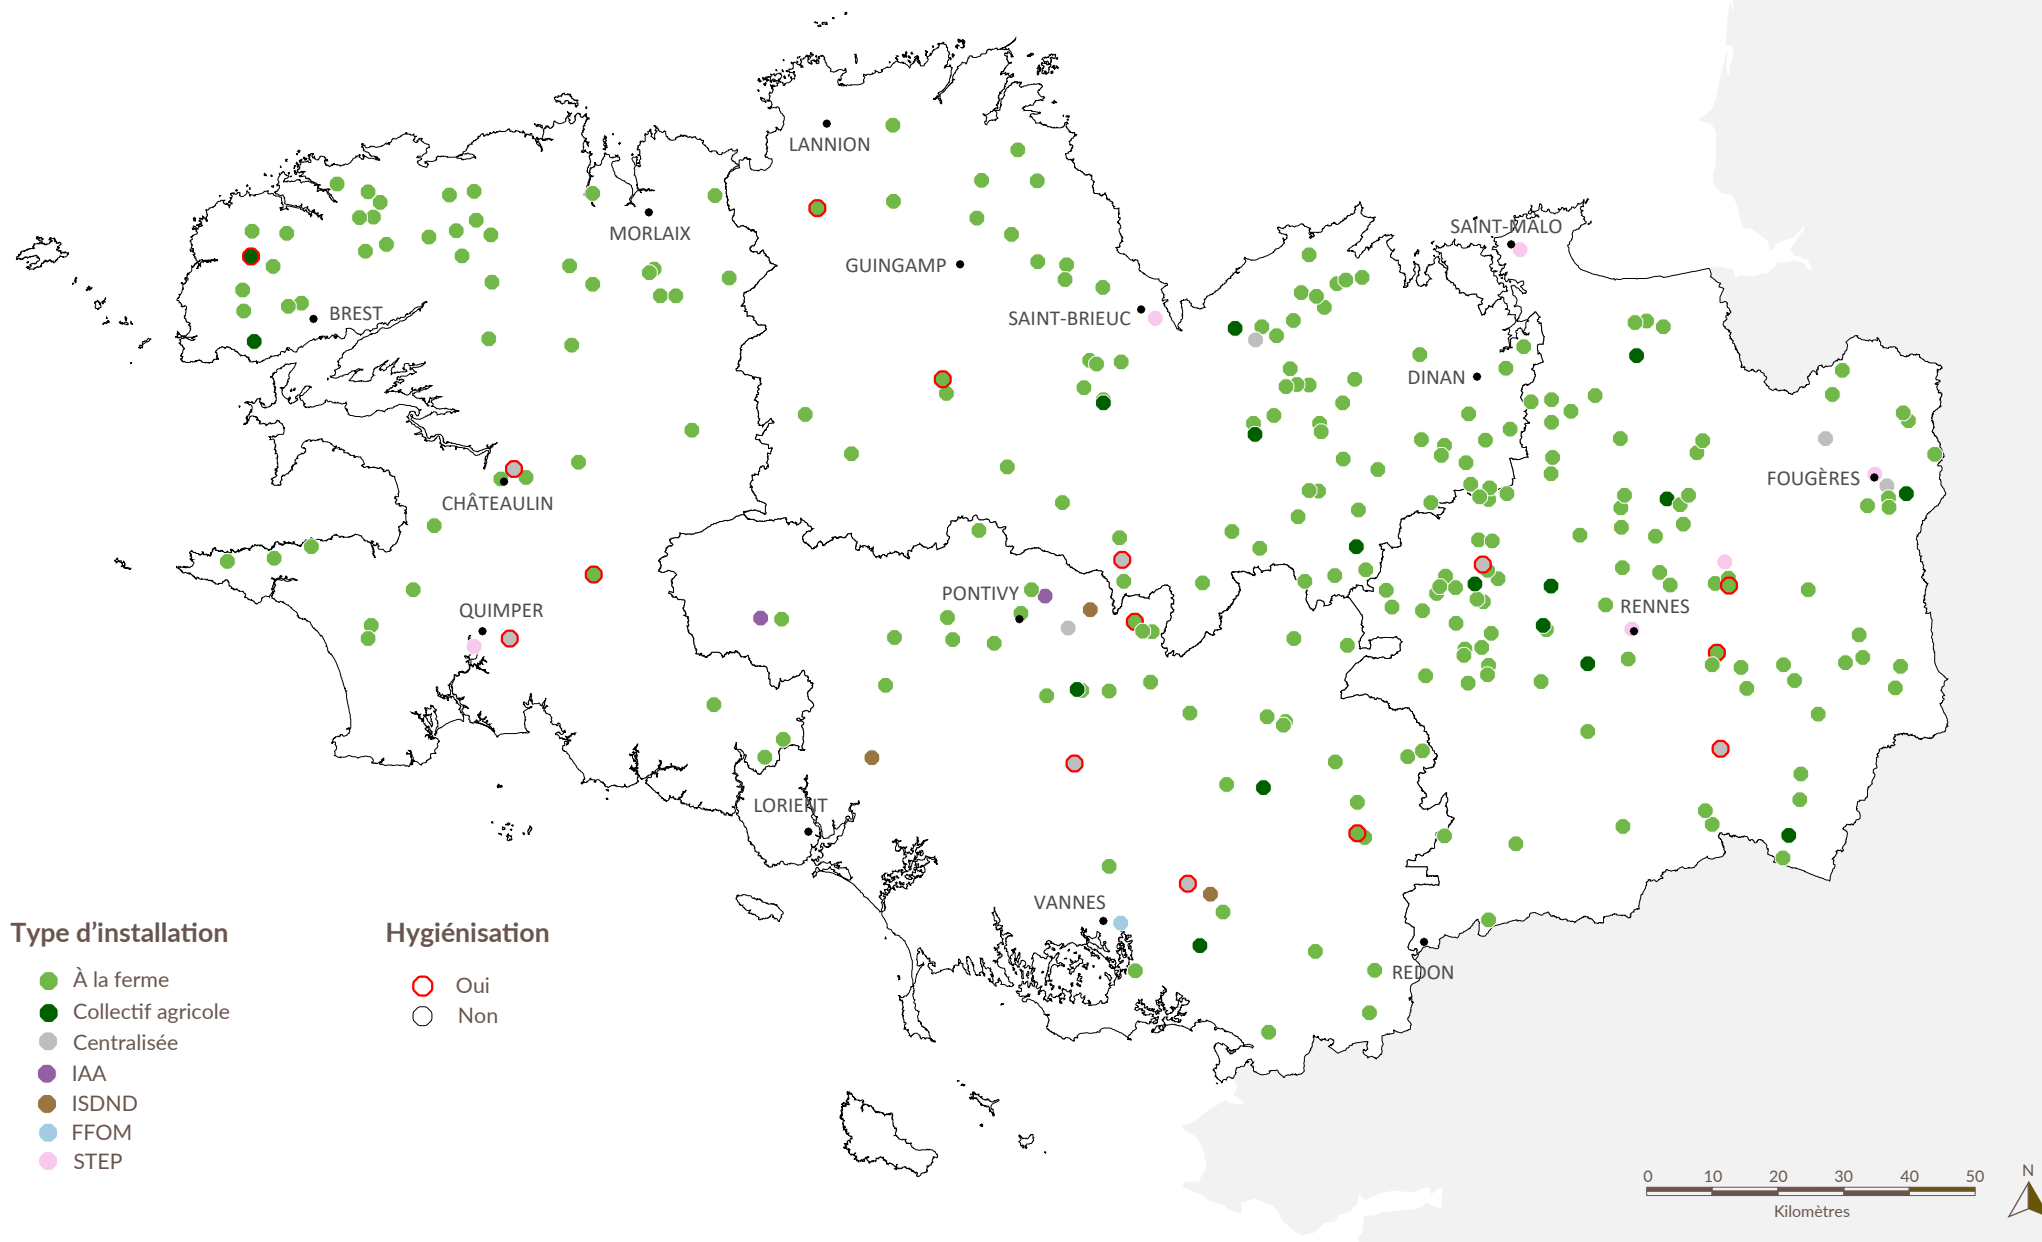 LANNION
MORLAIX
SAINT-MALO
GUINGAMP
BREST
SAINT-BRIEUC
DINAN
FOUGÈRES
CHÂTEAULIN
PONTIVY
QUIMPER
RENNES
LORIENT
VANNES
REDON
Type d'installation
À la ferme
Collectif agricole
Centralisée
IAA
ISDND
FFOM
STEP
Hygiénisation
Oui
Non
0 10 20 30 40 50
Kilomètres
N